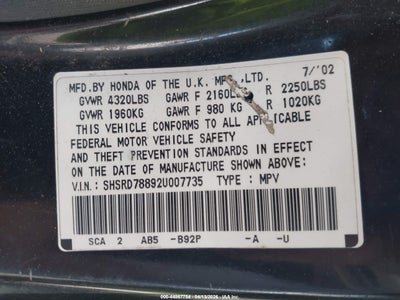 MFD.BY HONDA OF THE U.K. MFG.,LTD. 7/'02
GVWR 4320LBS GAWR F 2160LBS R 2250LBS
GVWR 1960KG GAWR F 980 KG R 1020KG
THIS VEHICLE CONFORMS TO ALL APPLICABLE
FEDERAL MOTOR VEHICLE SAFETY
AND THEFT PREVENTION STANDARDS IN EFFECT
ON THE DATE OF MANUFACTURE SHOWN ABOVE:
V.I.N.: SHSRD78892U007735 TYPE : MPV
SCA 2 AB5 -B92P -A -U